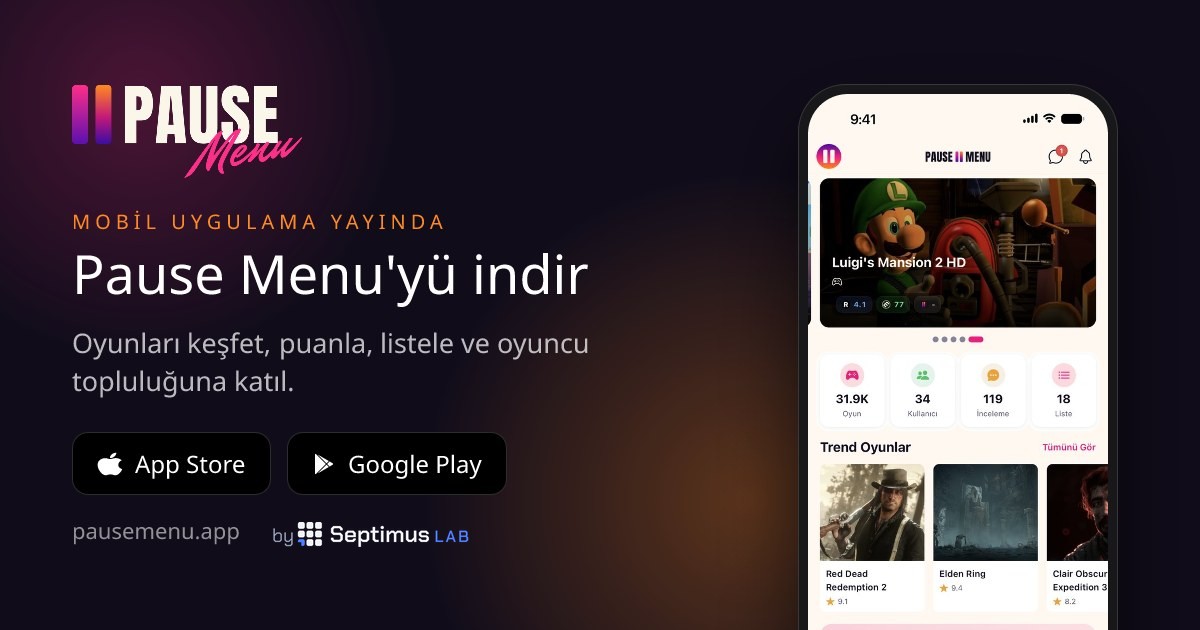 PAUSE
Menu
MOBİL UYGULAMA YAYINDA
Pause Menu'yü indir
Oyunları keşfet, puanla, listele ve oyuncu
topluluğuna katıl.
App Store
Google Play
pausemenu.app
by Septimus LAB
9:41
PAUSE MENU
1
L
Luigi's Mansion 2 HD
R 4.1
77
-
31.9K
Oyun
34
Kullanıcı
119
İnceleme
18
Liste
Trend Oyunlar
Tümünü Gör
Red Dead
Redemption 2
9.1
Elden Ring
9.4
Clair Obscur
Expedition 3
8.2